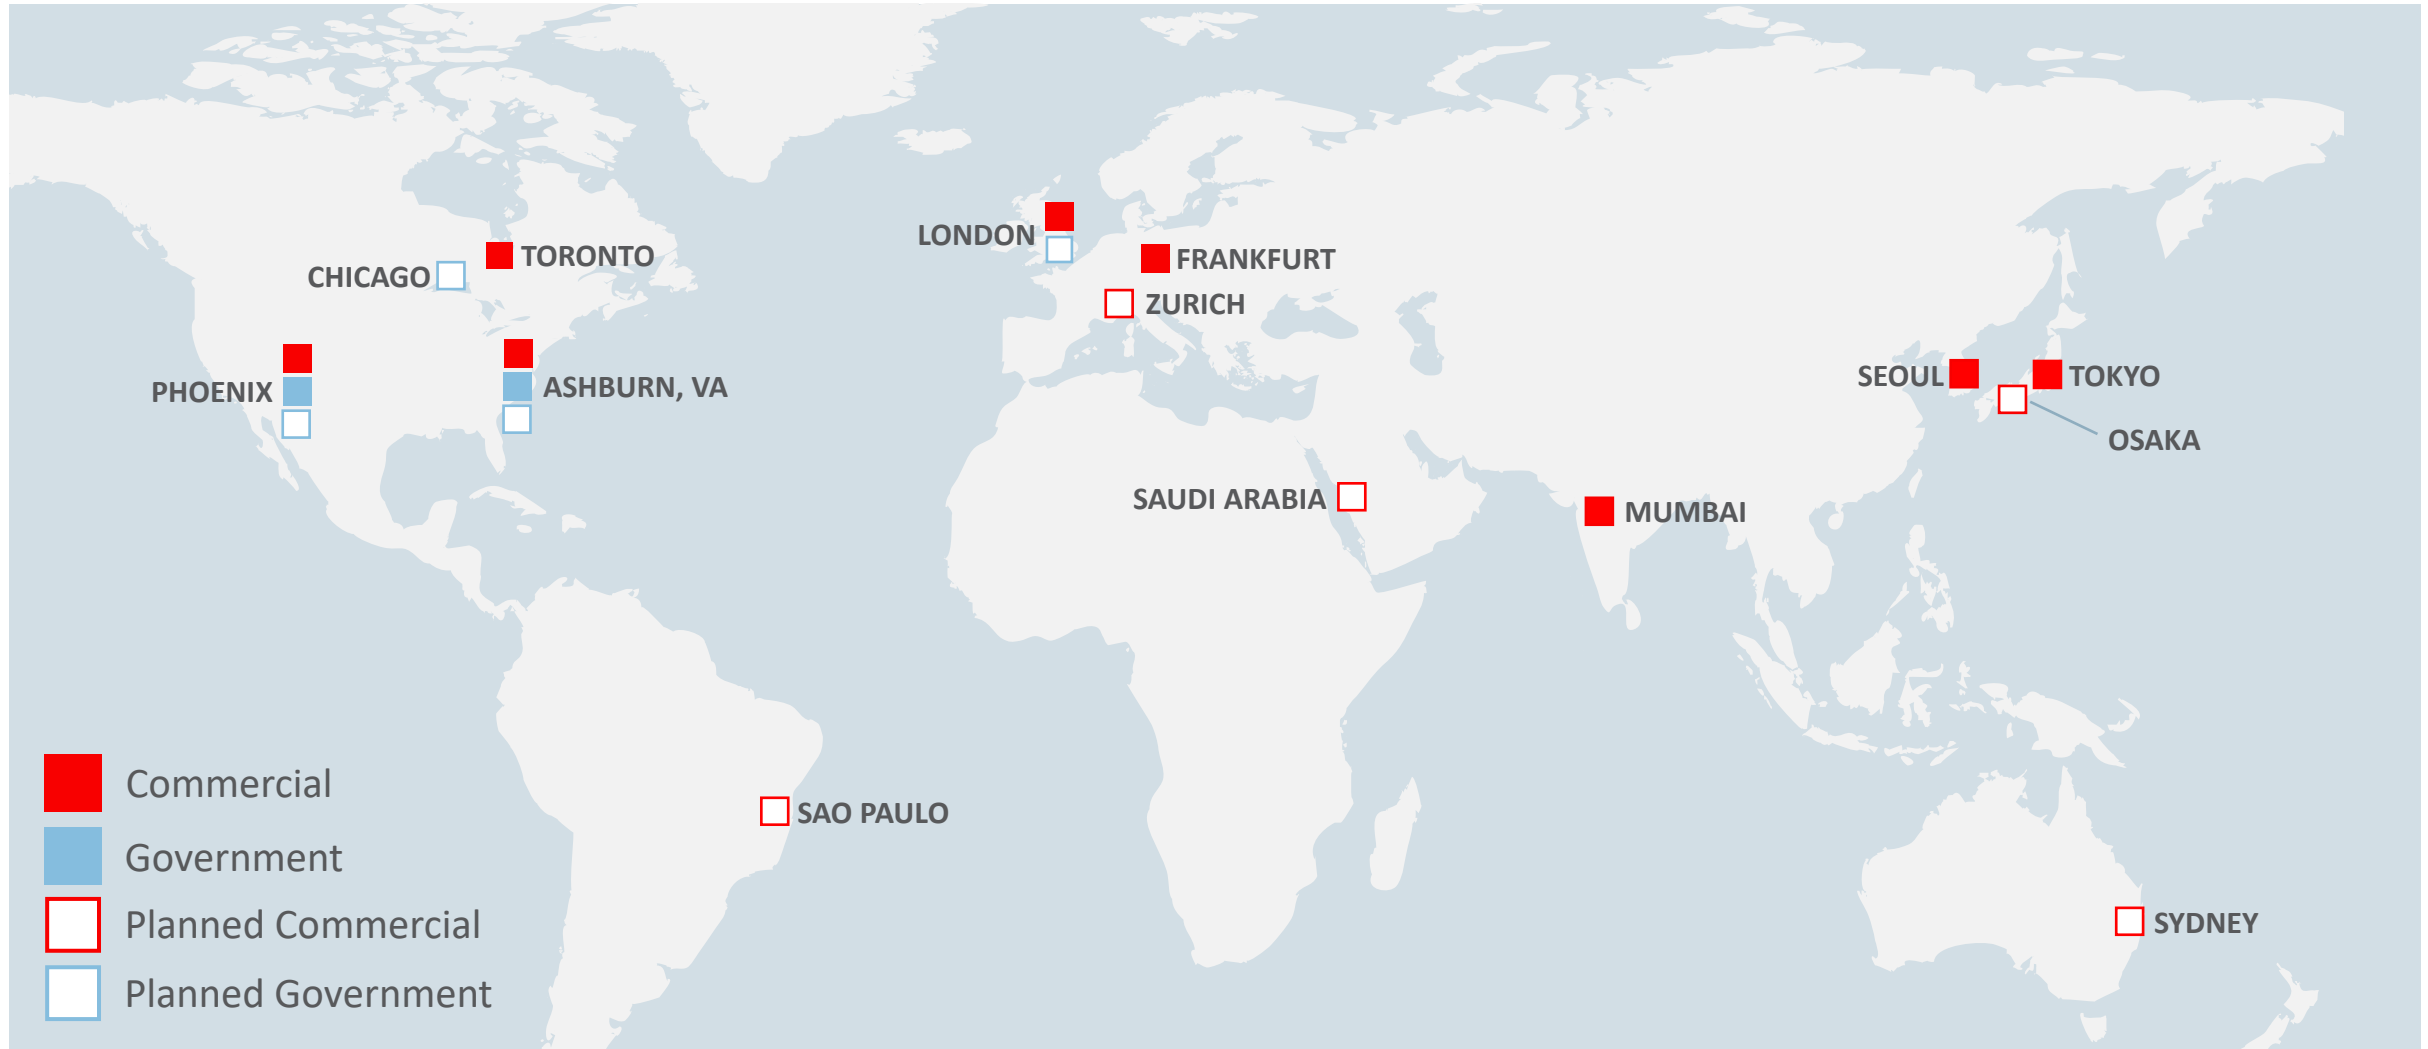 LONDON
TORONTO
FRANKFURT
CHICAGO
ZURICH
PHOENIX
ASHBURN, VA
SEOUL
TOKYO
OSAKA
SAUDI ARABIA
MUMBAI
SAO PAULO
SYDNEY
Commercial
Government
Planned Commercial
Planned Government